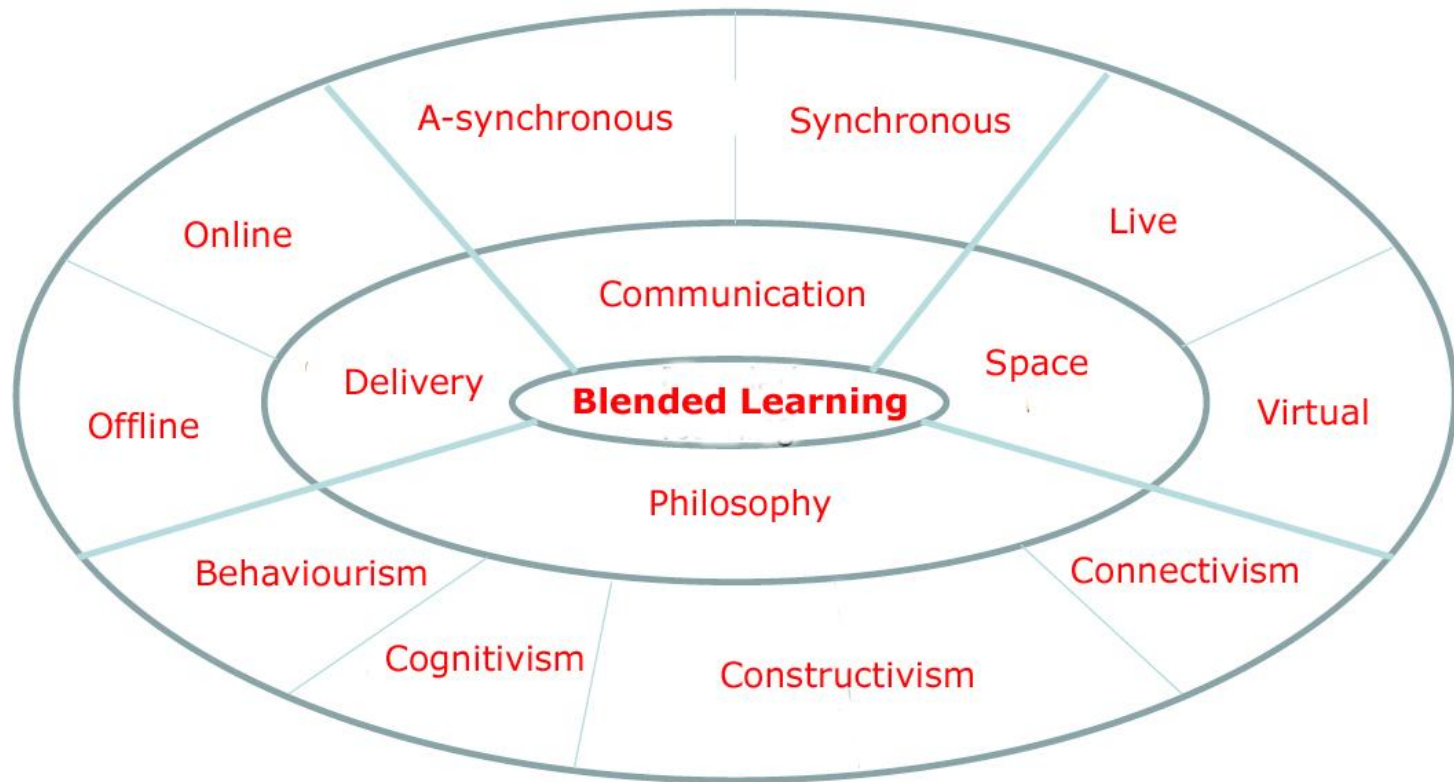 A-synchronous
Synchronous
Online
Live
Communication
Delivery
Blended Learning
Space
Offline
Virtual
Philosophy
Behaviourism
Connectivism
Cognitivism
Constructivism